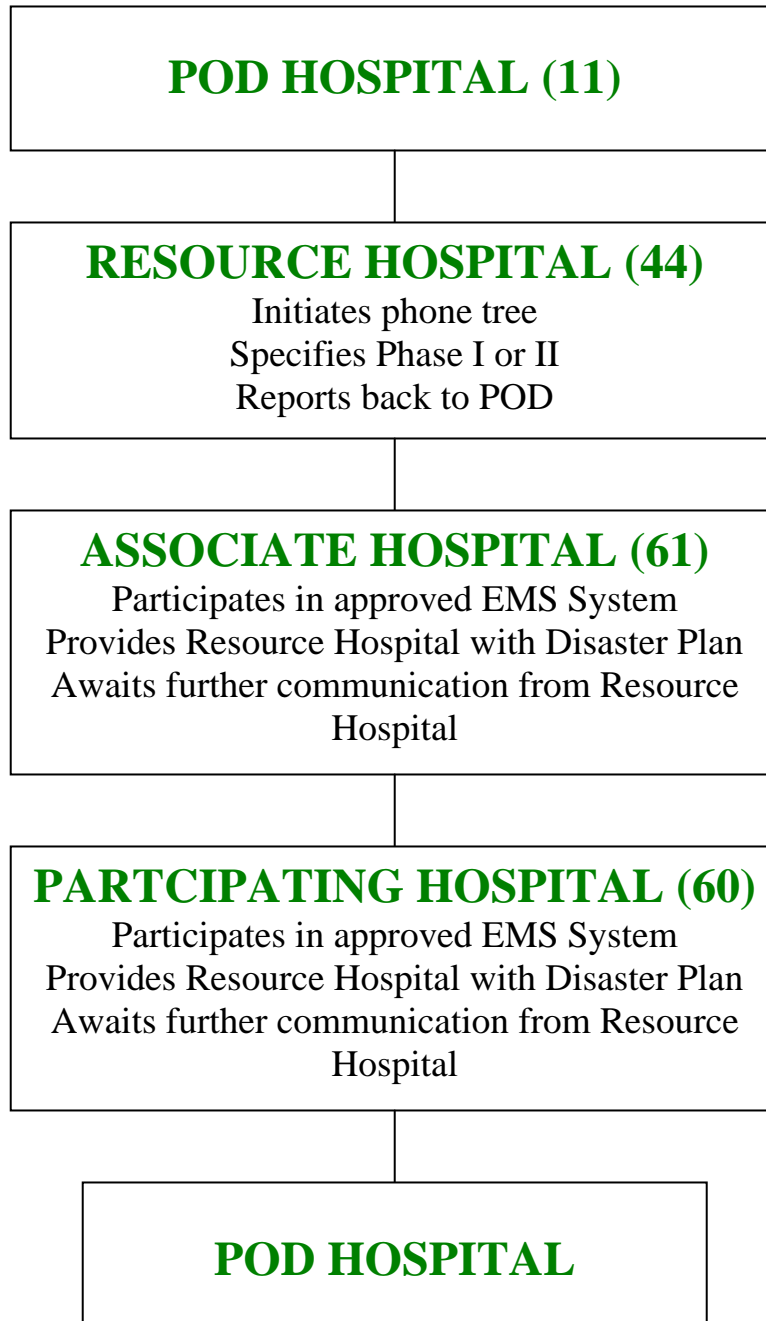 POD HOSPITAL (11)
RESOURCE HOSPITAL (44)
Initiates phone tree
Specifies Phase I or II
Reports back to POD
ASSOCIATE HOSPITAL (61)
Participates in approved EMS System
Provides Resource Hospital with Disaster Plan
Awaits further communication from Resource
Hospital
PARTCIPATING HOSPITAL (60)
Participates in approved EMS System
Provides Resource Hospital with Disaster Plan
Awaits further communication from Resource
Hospital
POD HOSPITAL